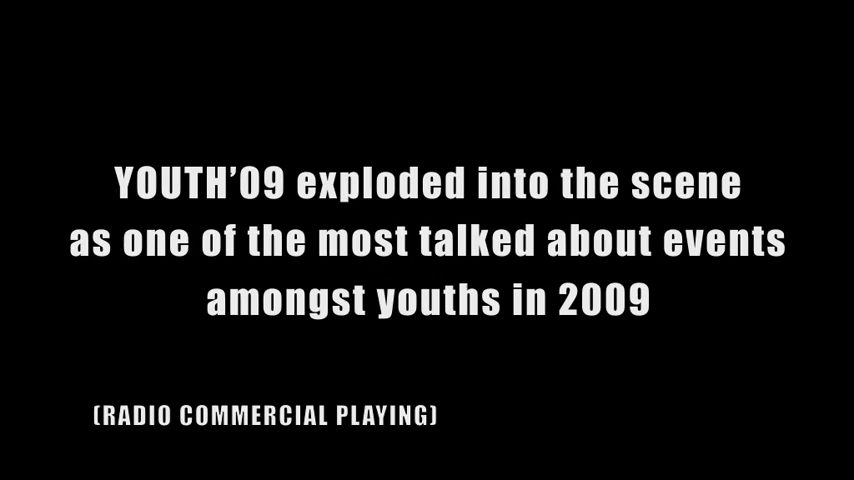 YOUTH’09 exploded into the scene
as one of the most talked about events
amongst youths in 2009
(RADIO COMMERCIAL PLAYING)